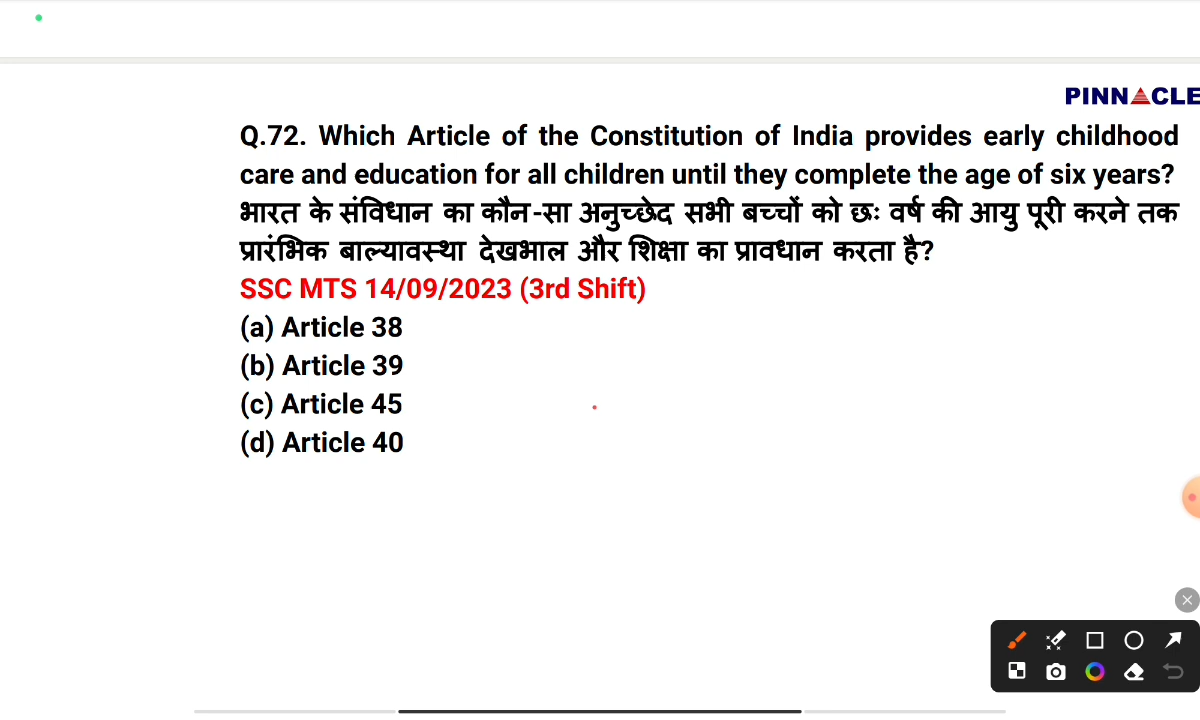 PINNACLE
Q.72. Which Article of the Constitution of India provides early childhood
care and education for all children until they complete the age of six years?
भारत के संविधान का कौन-सा अनुच्छेद सभी बच्चों को छः वर्ष की आयु पूरी करने तक
प्रारंभिक बाल्यावस्था देखभाल और शिक्षा का प्रावधान करता है?
SSC MTS 14/09/2023 (3rd Shift)
(a) Article 38
(b) Article 39
(c) Article 45
(d) Article 40